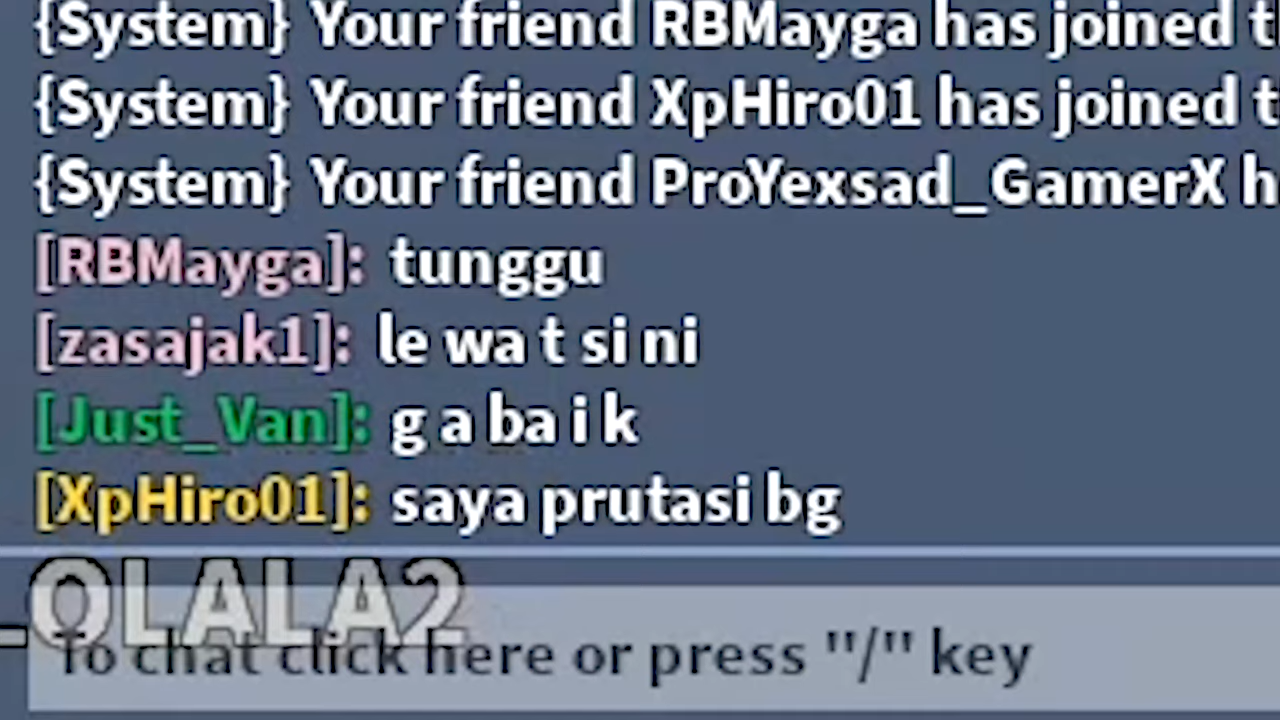 {System} Your friend RBMayga has joined t
{System} Your friend XpHiro01 has joined t
{System} Your friend ProYexsad_GamerX h
[RBMayga]: tunggu
[zasajak1]: le wa t si ni
[Just_Van]: g a ba i k
[XpHiro01]: saya prutasi bg
_OLALA2
To chat click here or press "/" key